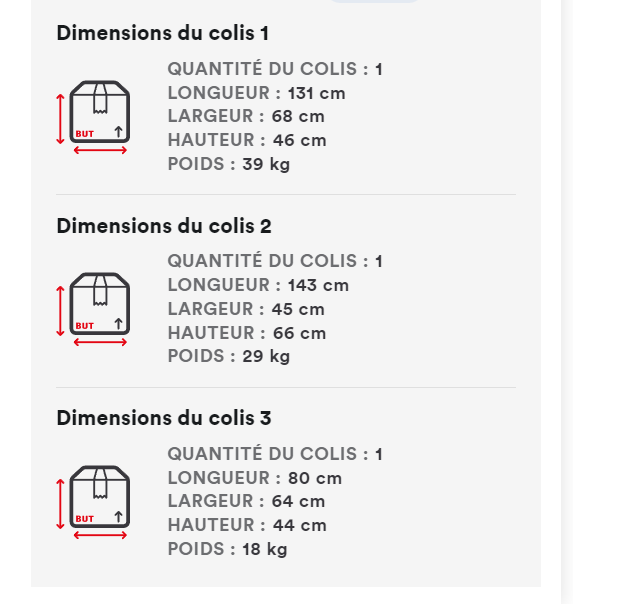 Dimensions du colis 1
QUANTITÉ DU COLIS : 1
LONGUEUR : 131 cm
LARGEUR : 68 cm
HAUTEUR : 46 cm
BUT
POIDS : 39 kg
Dimensions du colis 2
QUANTITÉ DU COLIS : 1
LONGUEUR : 143 cm
LARGEUR : 45 cm
HAUTEUR : 66 cm
BUT
POIDS : 29 kg
Dimensions du colis 3
QUANTITÉ DU COLIS : 1
LONGUEUR : 80 cm
LARGEUR : 64 cm
HAUTEUR : 44 cm
BUT
POIDS : 18 kg